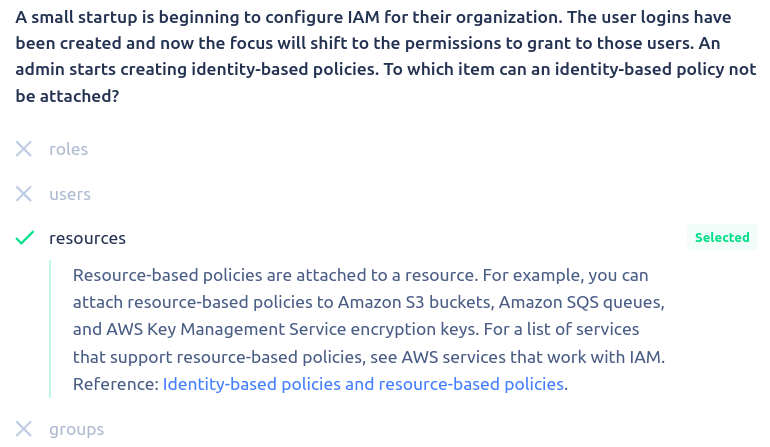 A small startup is beginning to configure IAM for their organization. The user logins have
been created and now the focus will shift to the permissions to grant to those users. An
admin starts creating identity-based policies. To which item can an identity-based policy not
be attached?
roles
users
resources
Selected
Resource-based policies are attached to a resource. For example, you can
attach resource-based policies to Amazon S3 buckets, Amazon SQS queues,
and AWS Key Management Service encryption keys. For a list of services
that support resource-based policies, see AWS services that work with IAM.
Reference: Identity-based policies and resource-based policies.
groups